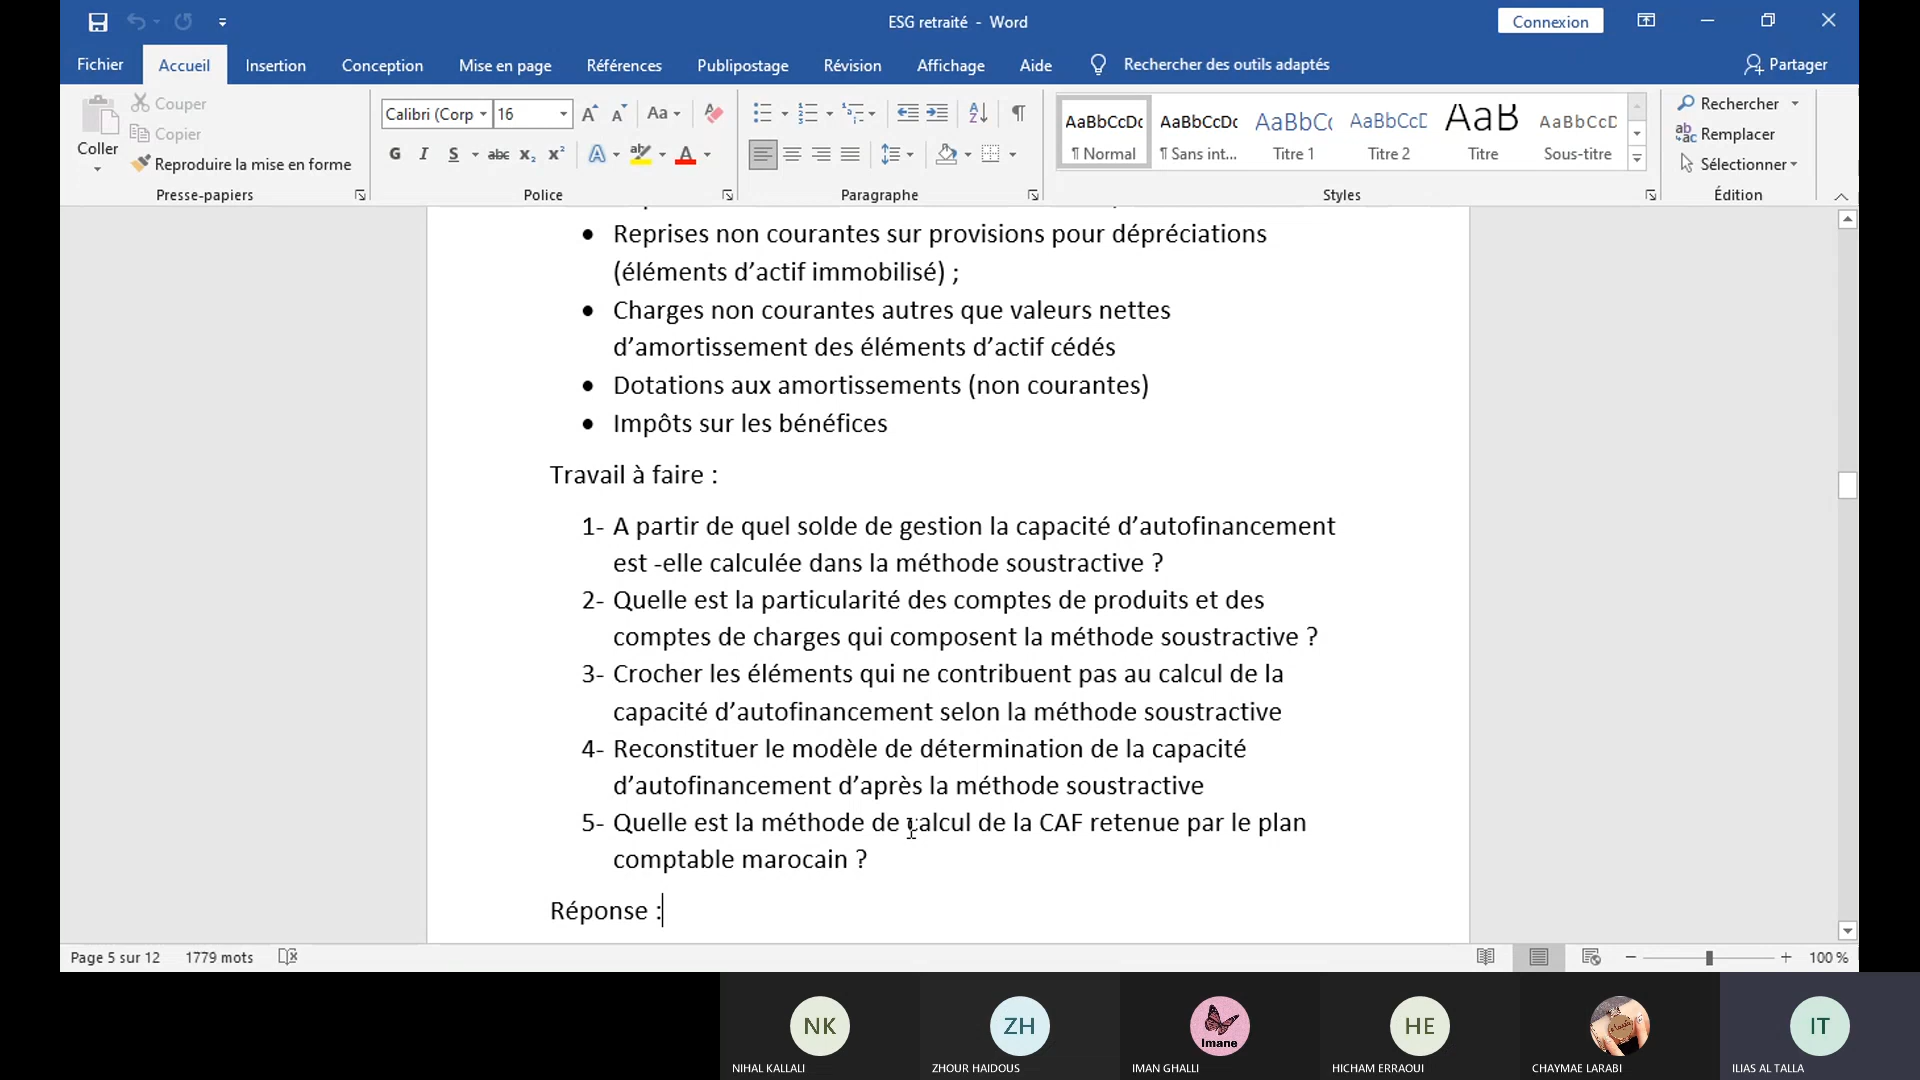 ESG retraité - Word
Connexion
Fichier Accueil Insertion Conception Mise en page Références Publipostage Révision Affichage Aide Rechercher des outils adaptés Partager
Coller
Couper
Copier
Reproduire la mise en forme
Presse-papiers
Calibri (Corp 16
Aa
G I S abc x₂ x²
Police
Paragraphe
AaBbCcDc AaBbCcDc AaBbCc AaBbCcD AaB AaBbCcD
¶ Normal ¶ Sans int... Titre 1 Titre 2 Titre Sous-titre
Styles
Rechercher
Remplacer
Sélectionner
Édition
• Reprises non courantes sur provisions pour dépréciations
(éléments d’actif immobilisé) ;
• Charges non courantes autres que valeurs nettes
d’amortissement des éléments d’actif cédés
• Dotations aux amortissements (non courantes)
• Impôts sur les bénéfices
Travail à faire :
1- A partir de quel solde de gestion la capacité d’autofinancement
est -elle calculée dans la méthode soustractive ?
2- Quelle est la particularité des comptes de produits et des
comptes de charges qui composent la méthode soustractive ?
3- Crocher les éléments qui ne contribuent pas au calcul de la
capacité d’autofinancement selon la méthode soustractive
4- Reconstituer le modèle de détermination de la capacité
d’autofinancement d’après la méthode soustractive
5- Quelle est la méthode de calcul de la CAF retenue par le plan
comptable marocain ?
Réponse :
Page 5 sur 12 1779 mots 100 %
NK ZH Imane HE IT
NIHAL KALLALI ZHOUR HAIDOUS IMAN GHALLI HICHAM ERRAOUI CHAYMAE LARABI ILIAS AL TALLA